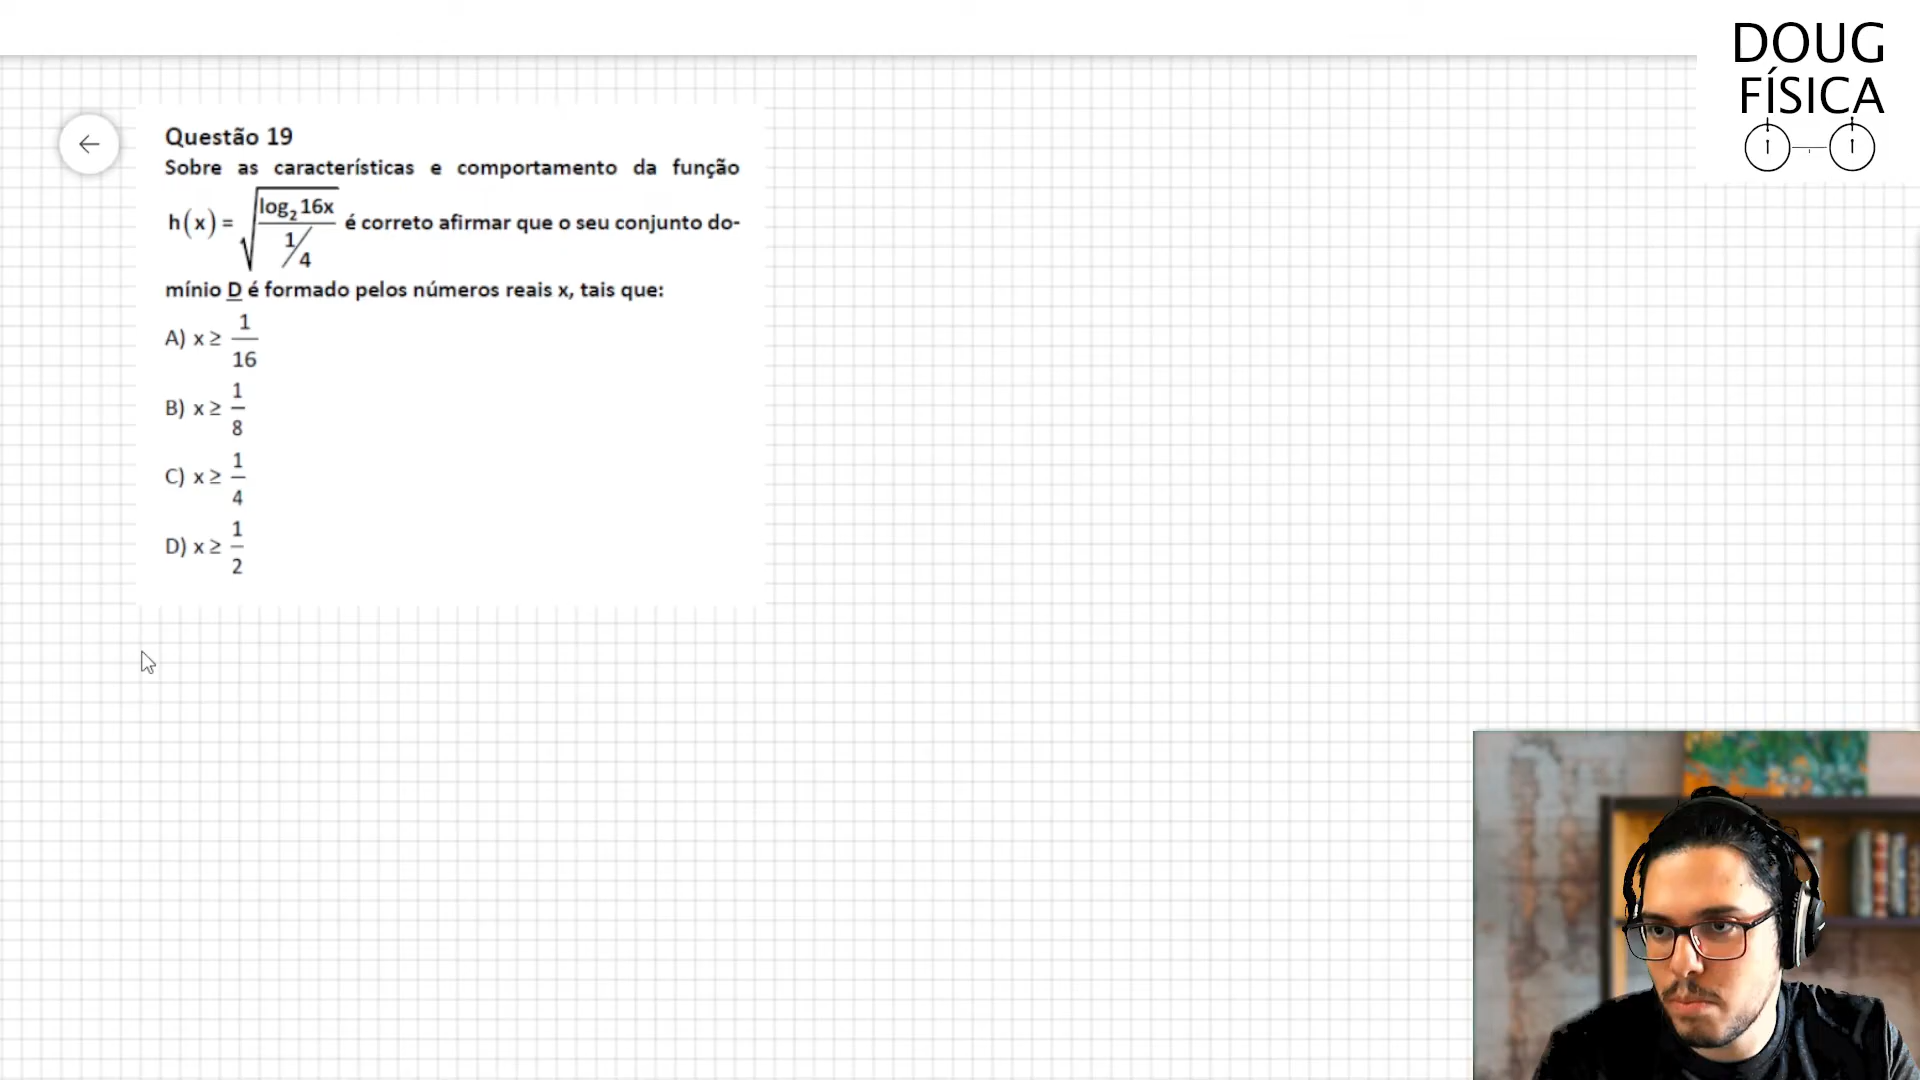 DOUG
FÍSICA
Questão 19
Sobre as características e comportamento da função
h(x) = √(log₂16x / (1/4)) é correto afirmar que o seu conjunto do-
mínio D é formado pelos números reais x, tais que:
A) x ≥ 1/16
B) x ≥ 1/8
C) x ≥ 1/4
D) x ≥ 1/2